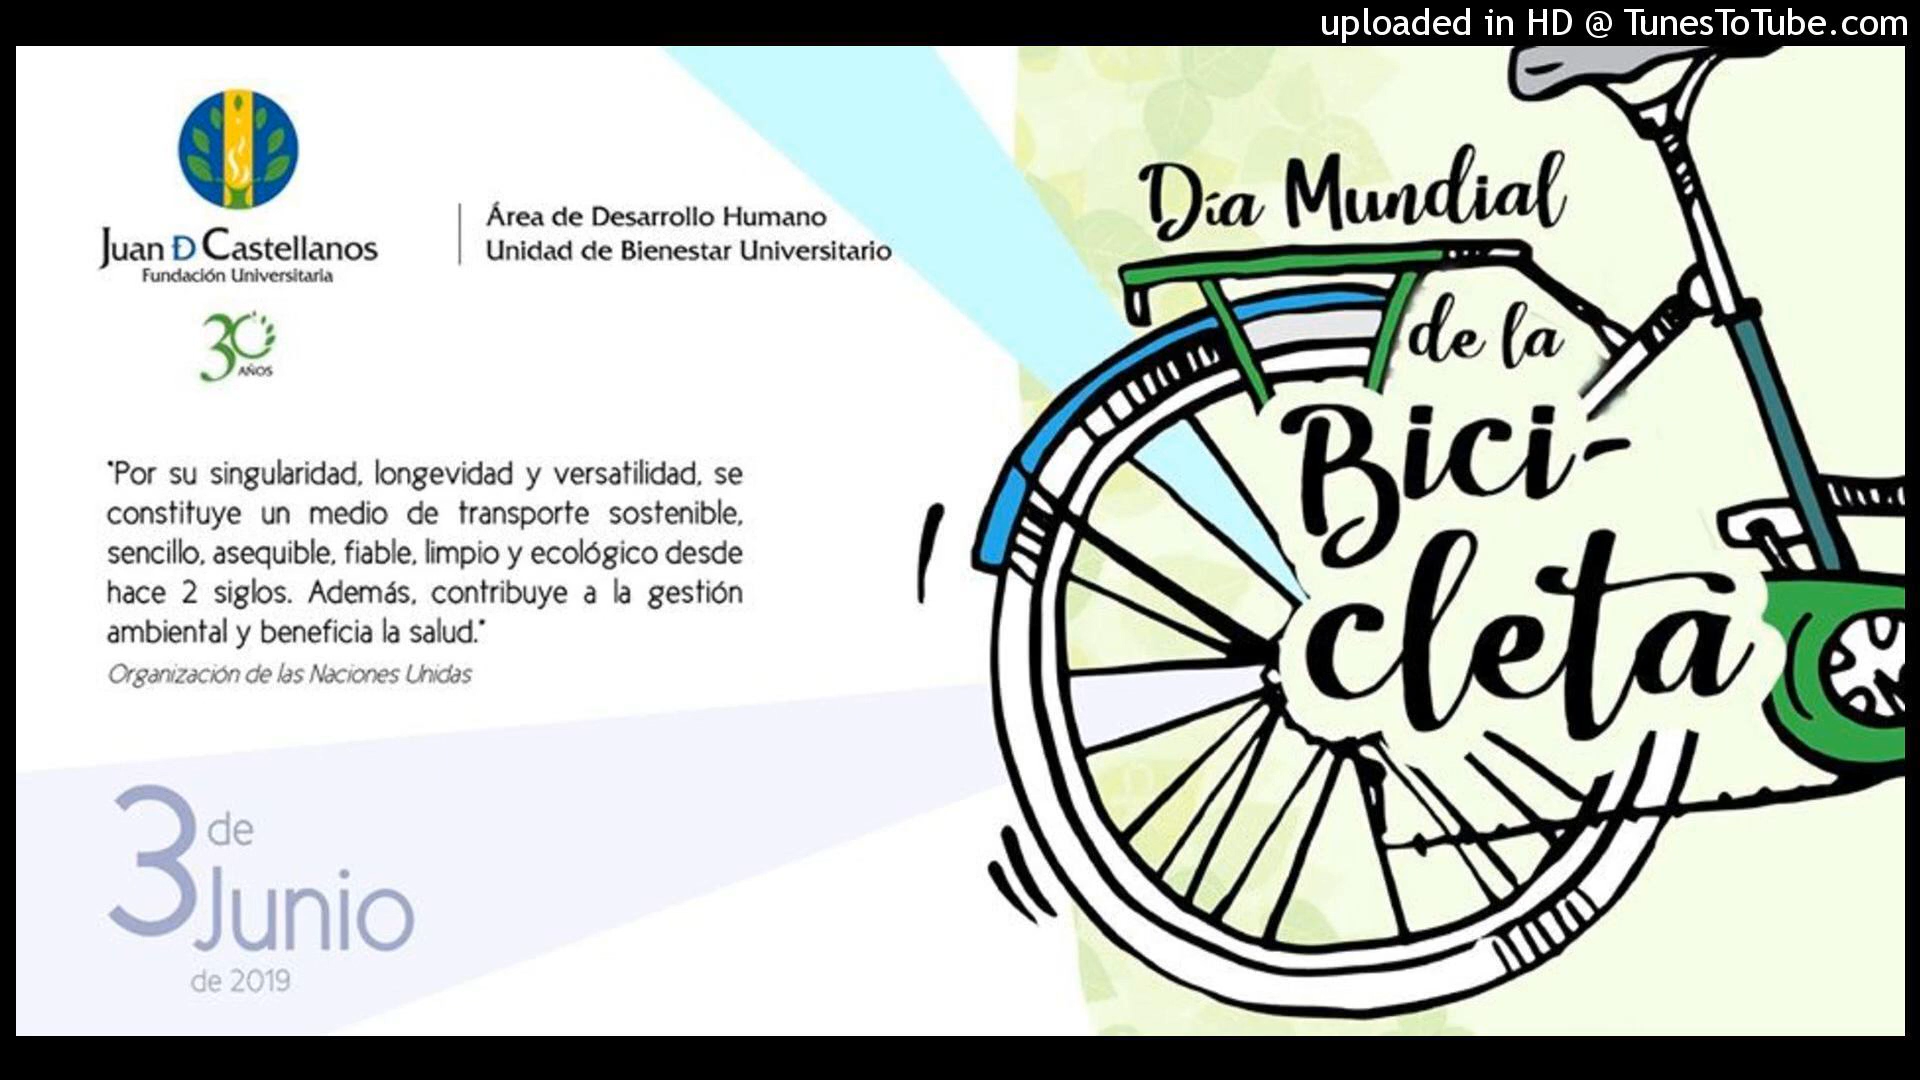 uploaded in HD @ TunesToTube.com
Juan D Castellanos
Fundación Universitaria
30
AÑOS
Área de Desarrollo Humano
Unidad de Bienestar Universitario
"Por su singularidad, longevidad y versatilidad, se
constituye un medio de transporte sostenible,
sencillo, asequible, fiable, limpio y ecológico desde
hace 2 siglos. Además, contribuye a la gestión
ambiental y beneficia la salud."
Organización de las Naciones Unidas
3 de
Junio
de 2019
Día Mundial
de la
Bici-
cleta